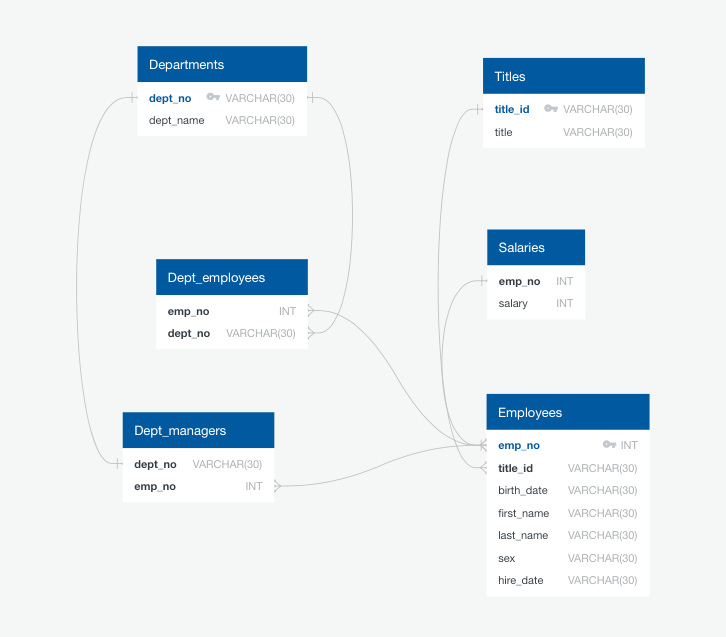 Departments
dept_no VARCHAR(30)
dept_name VARCHAR(30)
Titles
title_id VARCHAR(30)
title VARCHAR(30)
Salaries
emp_no INT
salary INT
Dept_employees
emp_no INT
dept_no VARCHAR(30)
Dept_managers
dept_no VARCHAR(30)
emp_no INT
Employees
emp_no INT
title_id VARCHAR(30)
birth_date VARCHAR(30)
first_name VARCHAR(30)
last_name VARCHAR(30)
sex VARCHAR(30)
hire_date VARCHAR(30)